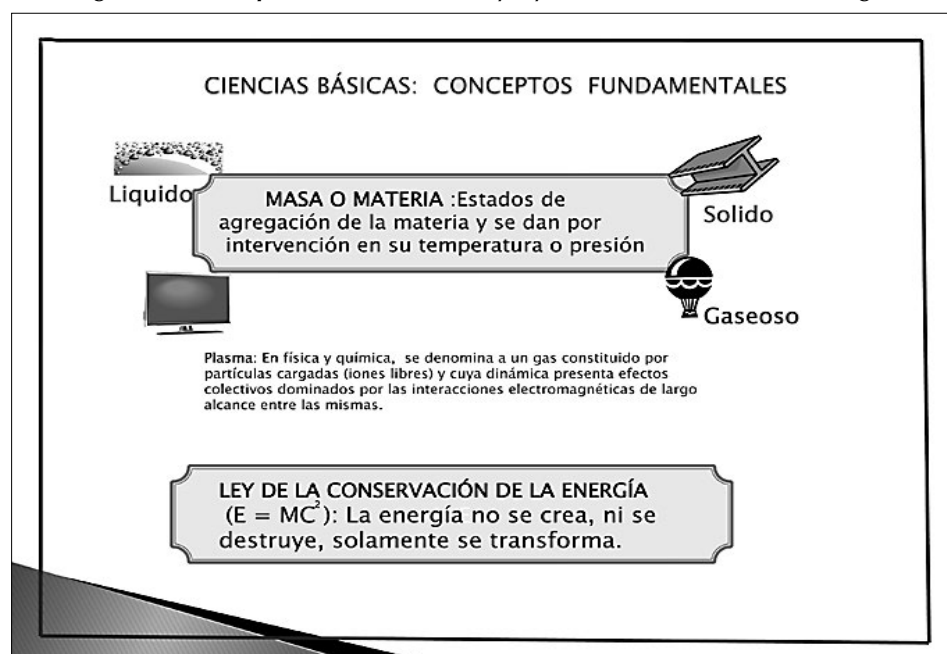 CIENCIAS BÁSICAS: CONCEPTOS FUNDAMENTALES
Liquido
MASA O MATERIA :Estados de
agregación de la materia y se dan por
intervención en su temperatura o presión
Solido
Gaseoso
Plasma: En física y química, se denomina a un gas constituido por
partículas cargadas (iones libres) y cuya dinámica presenta efectos
colectivos dominados por las interacciones electromagnéticas de largo
alcance entre las mismas.
LEY DE LA CONSERVACIÓN DE LA ENERGÍA
(E = MC²): La energía no se crea, ni se
destruye, solamente se transforma.